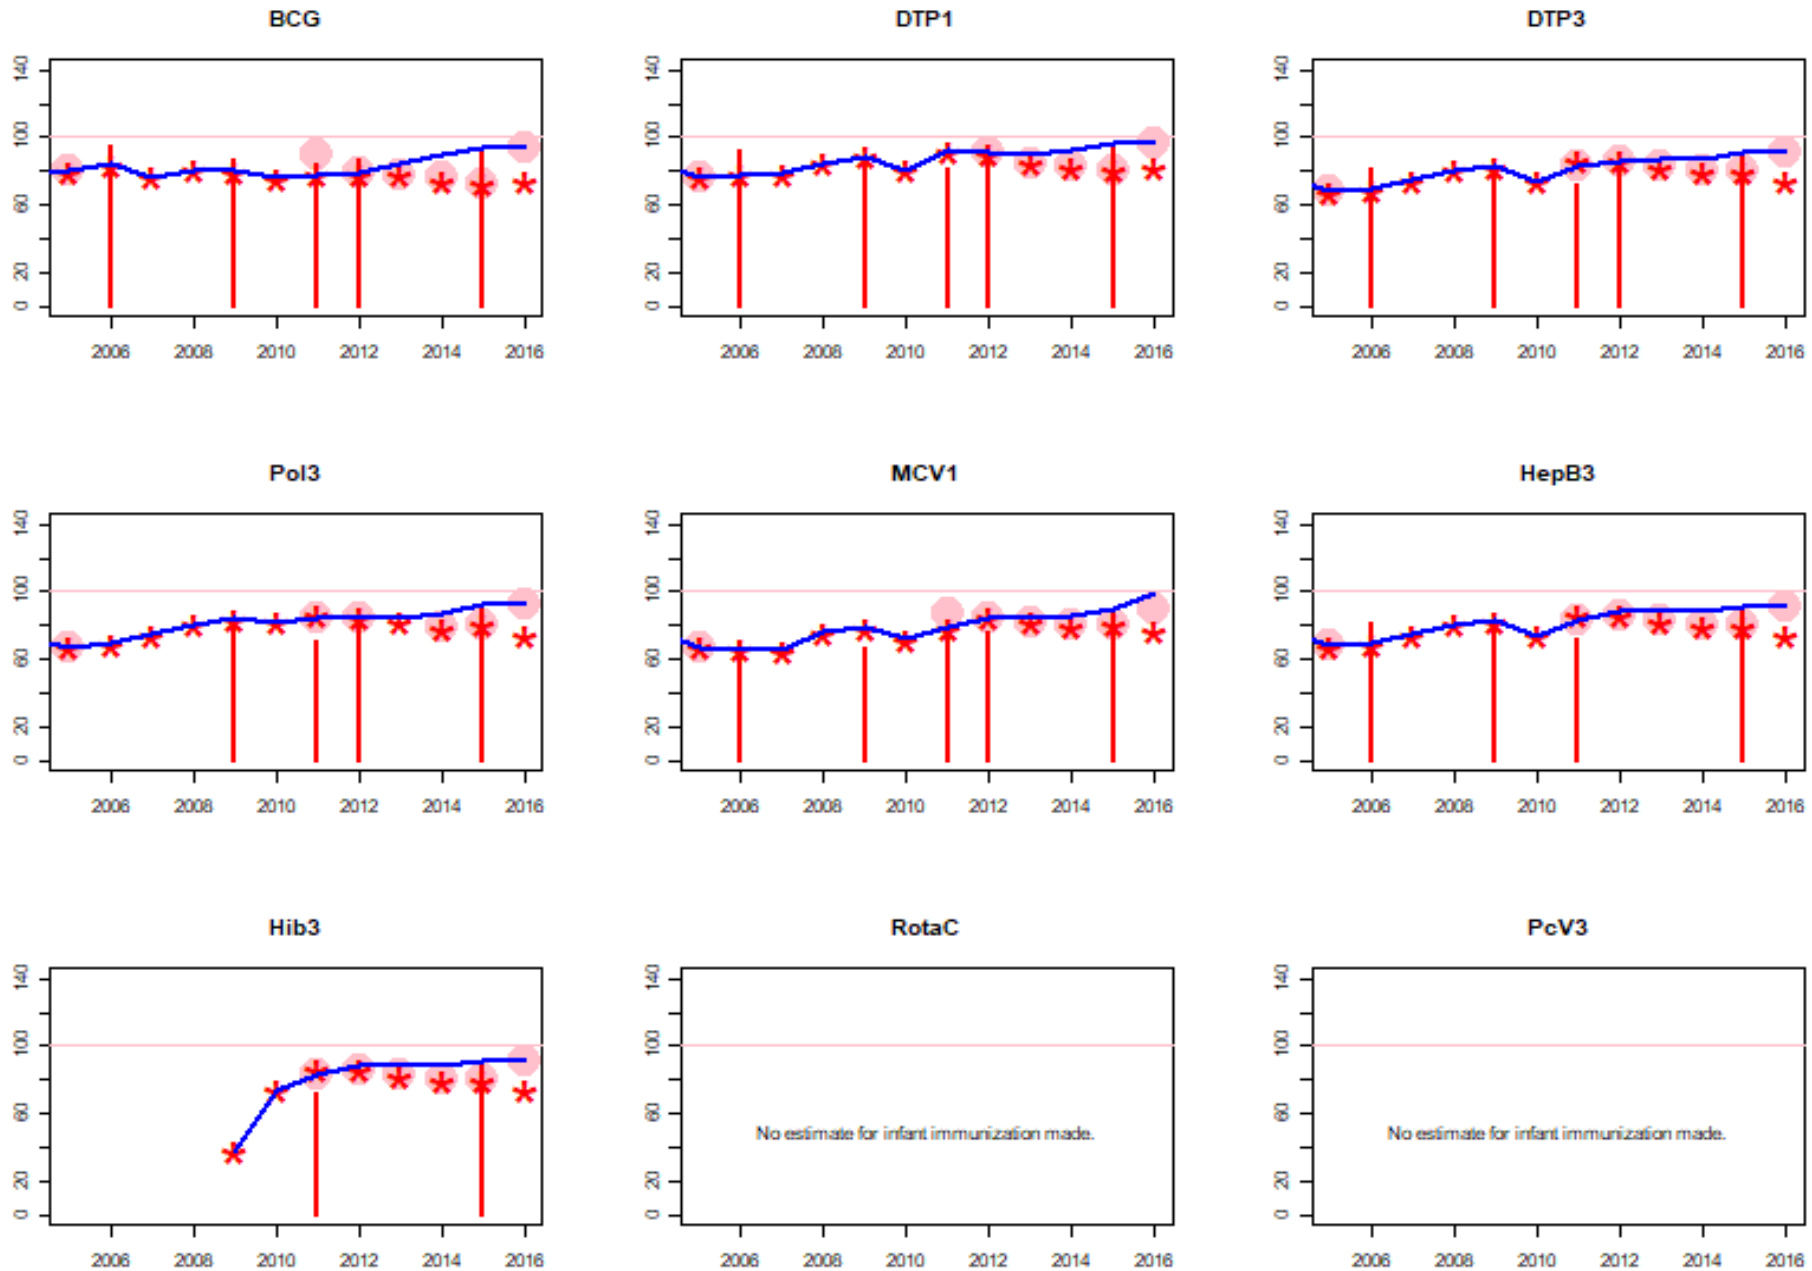 BCG DTP1 DTP3
140 140 140
100 100 100
60 60 60
20 20 20
0 0 0
2006 2008 2010 2012 2014 2016 2006 2008 2010 2012 2014 2016 2006 2008 2010 2012 2014 2016
Pol3 MCV1 HepB3
140 140 140
100 100 100
60 60 60
20 20 20
0 0 0
2006 2008 2010 2012 2014 2016 2006 2008 2010 2012 2014 2016 2006 2008 2010 2012 2014 2016
Hib3 RotaC PcV3
140 140 140
100 100 100
60 60 60
No estimate for infant immunization made. No estimate for infant immunization made.
20 20 20
0 0 0
2006 2008 2010 2012 2014 2016 2006 2008 2010 2012 2014 2016 2006 2008 2010 2012 2014 2016